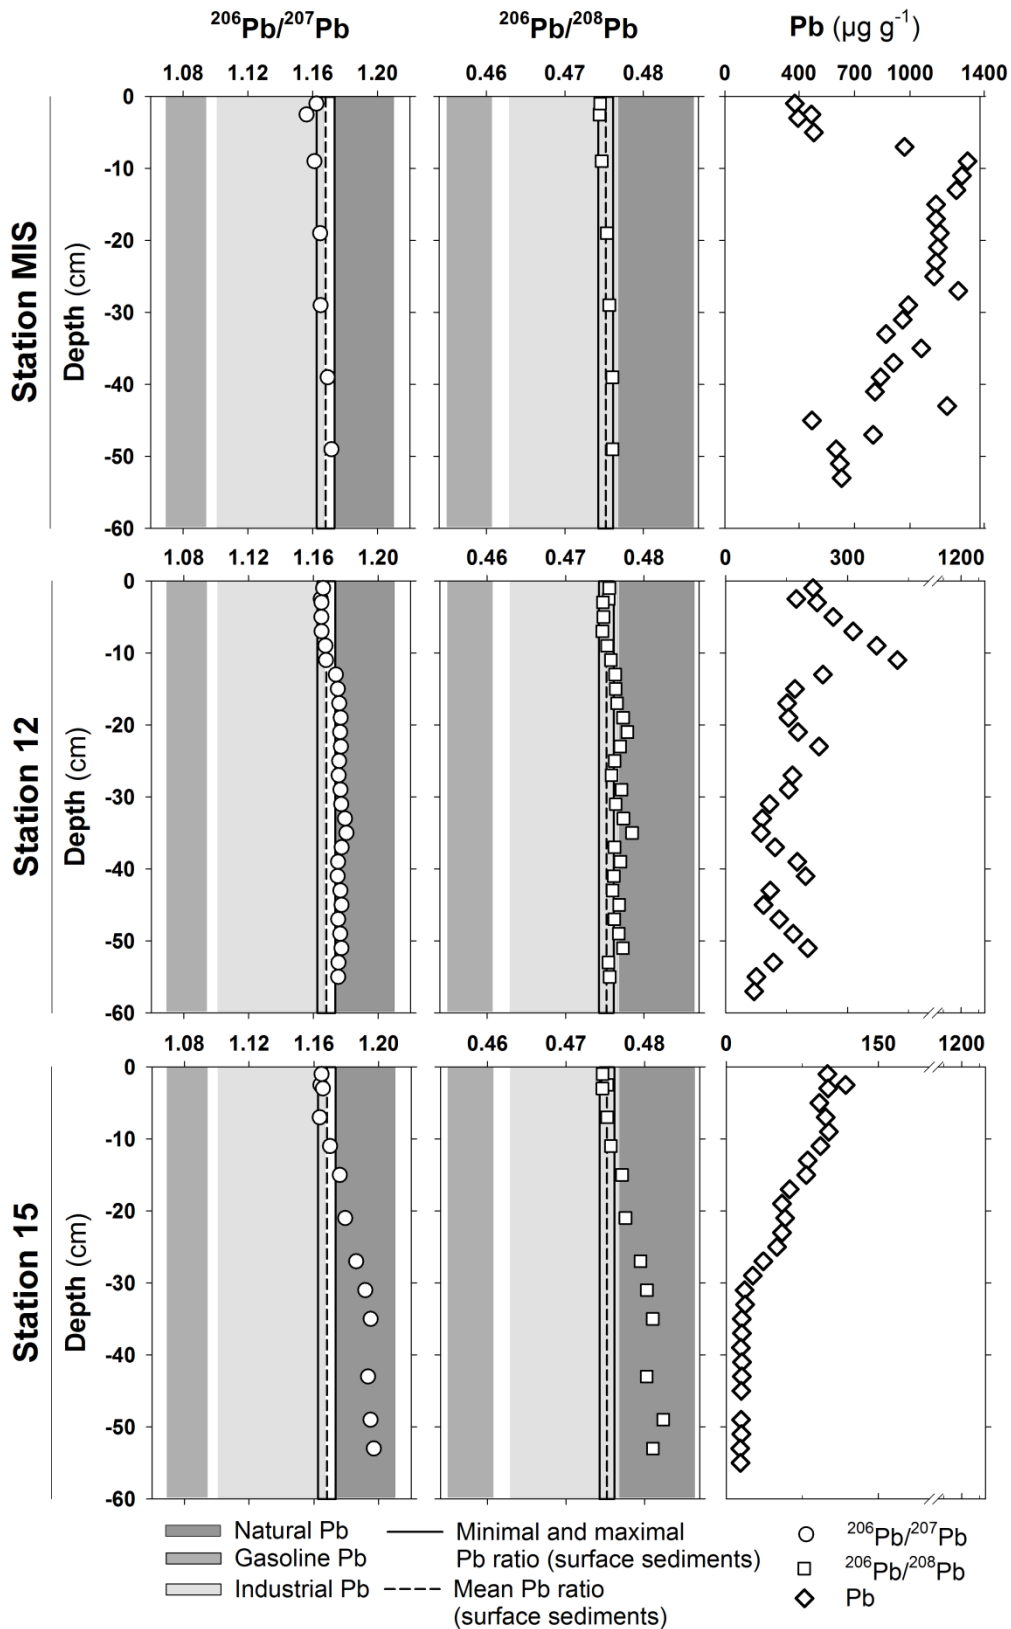 ²⁰⁶Pb/²⁰⁷Pb ²⁰⁶Pb/²⁰⁸Pb Pb (µg g⁻¹)
1.08 1.12 1.16 1.20 0.46 0.47 0.48 0 400 700 1000 1400
Station MIS
Depth (cm)
0
-10
-20
-30
-40
-50
-60
1.08 1.12 1.16 1.20 0.46 0.47 0.48 0 300 1200
Station 12
Depth (cm)
0
-10
-20
-30
-40
-50
-60
1.08 1.12 1.16 1.20 0.46 0.47 0.48 0 150 1200
Station 15
Depth (cm)
0
-10
-20
-30
-40
-50
-60
Natural Pb
Gasoline Pb
Industrial Pb
Minimal and maximal
Pb ratio (surface sediments)
Mean Pb ratio
(surface sediments)
²⁰⁶Pb/²⁰⁷Pb
²⁰⁶Pb/²⁰⁸Pb
Pb